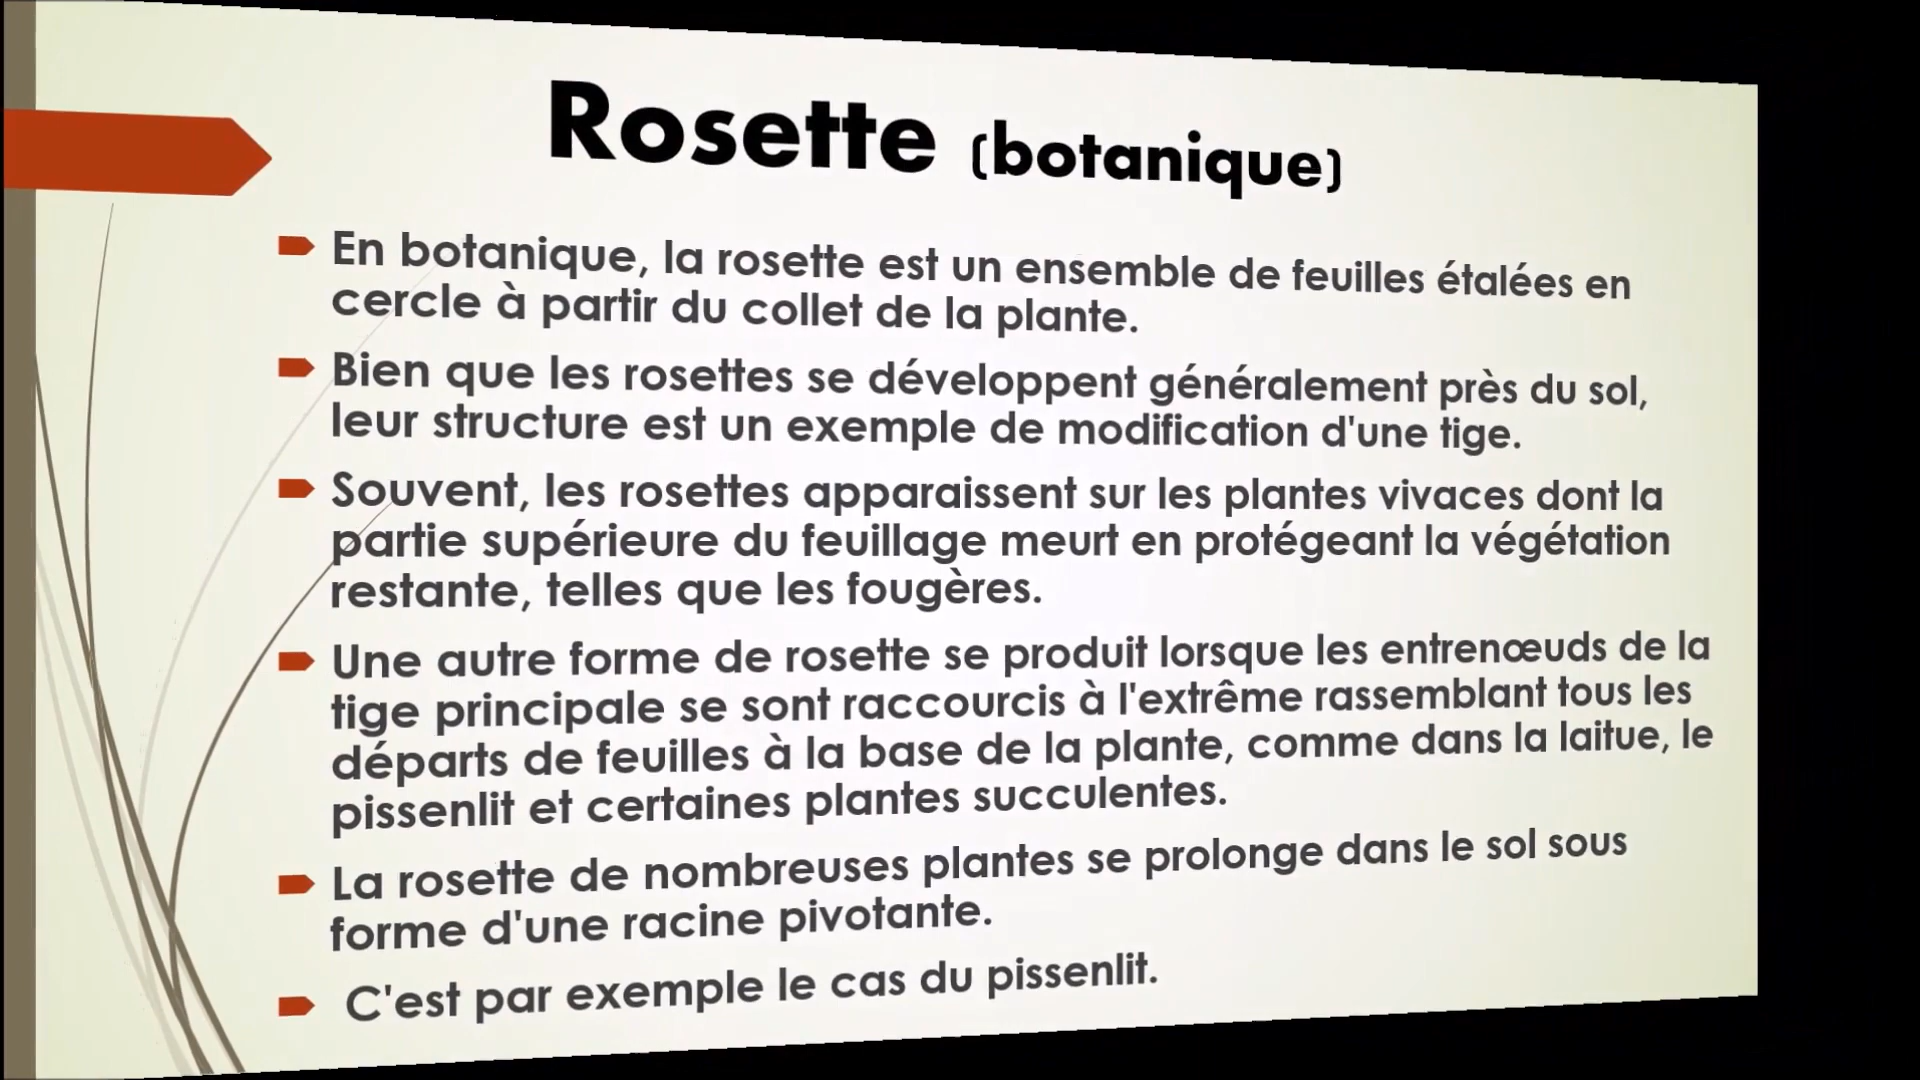 Rosette (botanique)
En botanique, la rosette est un ensemble de feuilles étalées en
cercle à partir du collet de la plante.
Bien que les rosettes se développent généralement près du sol,
leur structure est un exemple de modification d'une tige.
Souvent, les rosettes apparaissent sur les plantes vivaces dont la
partie supérieure du feuillage meurt en protégeant la végétation
restante, telles que les fougères.
Une autre forme de rosette se produit lorsque les entrenœuds de la
tige principale se sont raccourcis à l'extrême rassemblant tous les
départs de feuilles à la base de la plante, comme dans la laitue, le
pissenlit et certaines plantes succulentes.
La rosette de nombreuses plantes se prolonge dans le sol sous
forme d'une racine pivotante.
C'est par exemple le cas du pissenlit.